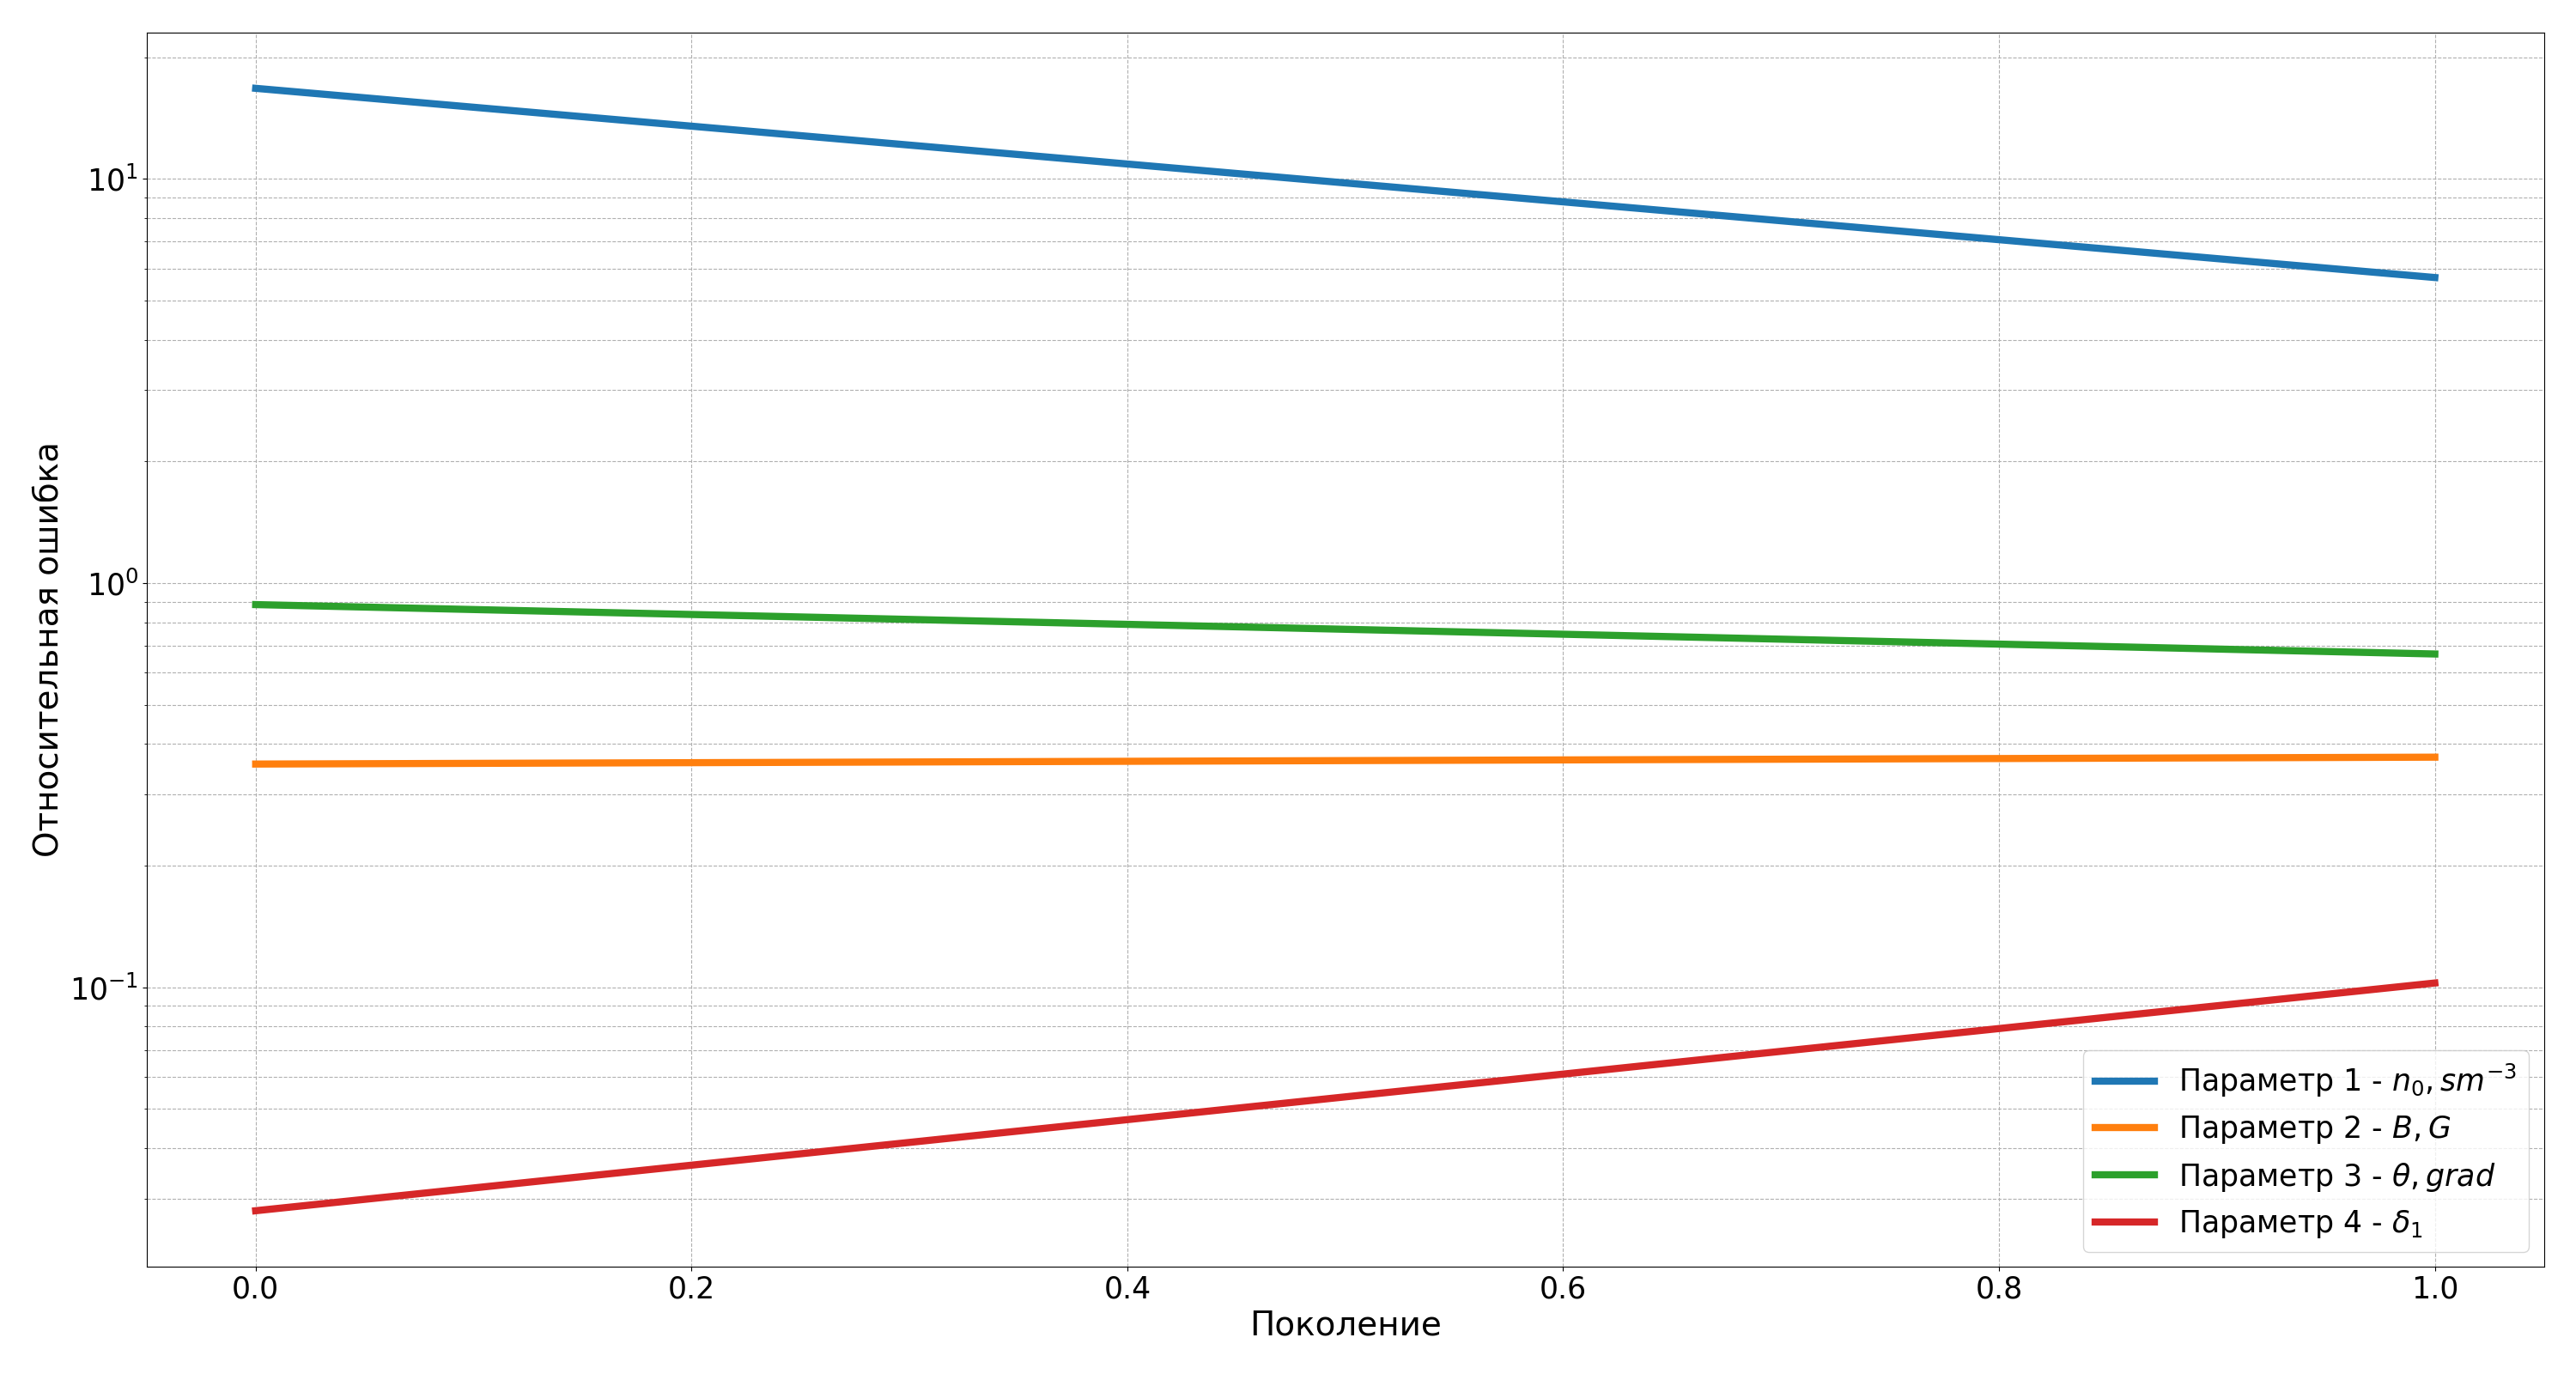 Относительная ошибка
10¹
10⁰
10⁻¹
0.0 0.2 0.4 0.6 0.8 1.0
Поколение
Параметр 1 - n₀, sm⁻³
Параметр 2 - B, G
Параметр 3 - θ, grad
Параметр 4 - δ₁